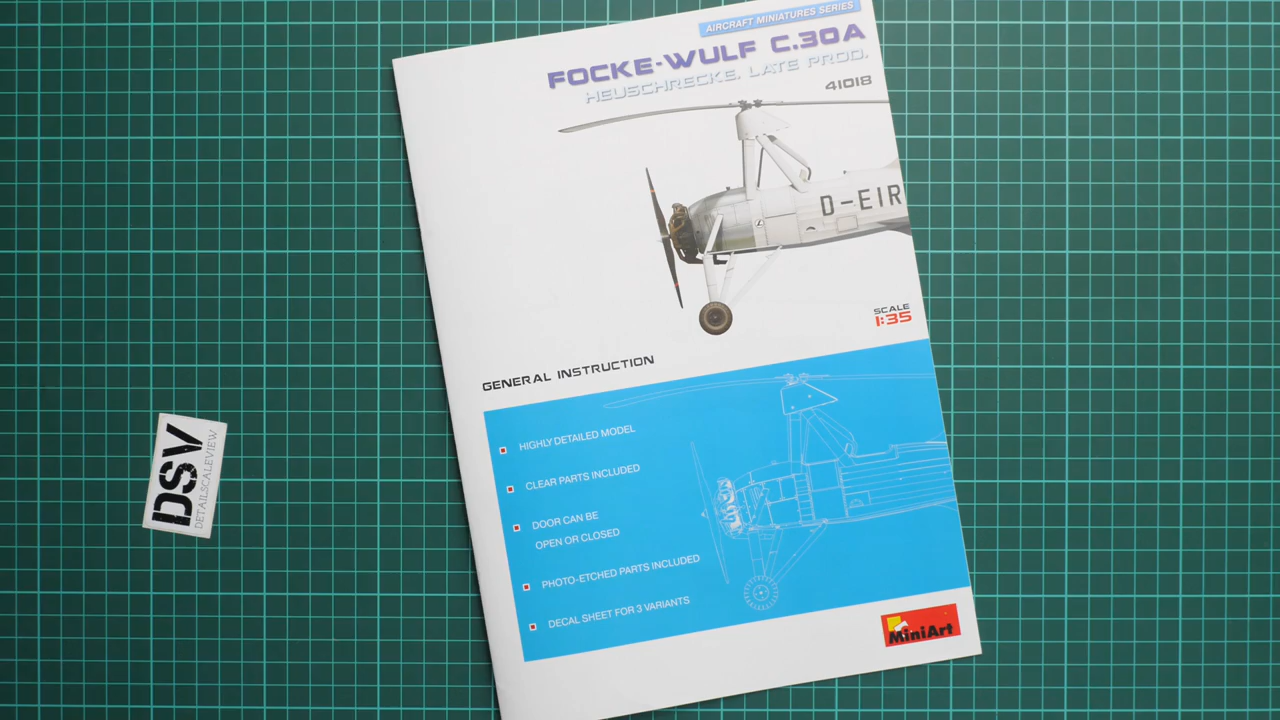 AIRCRAFT MINIATURES SERIES
FOCKE-WULF C.30A
HEUSCHRECKE. LATE PROD.
41018
D-EIR
SCALE
1:35
GENERAL INSTRUCTION
HIGHLY DETAILED MODEL
CLEAR PARTS INCLUDED
DOOR CAN BE
OPEN OR CLOSED
PHOTO-ETCHED PARTS INCLUDED
DECAL SHEET FOR 3 VARIANTS
MiniArt
DSV
DETAILSCALEVIEW